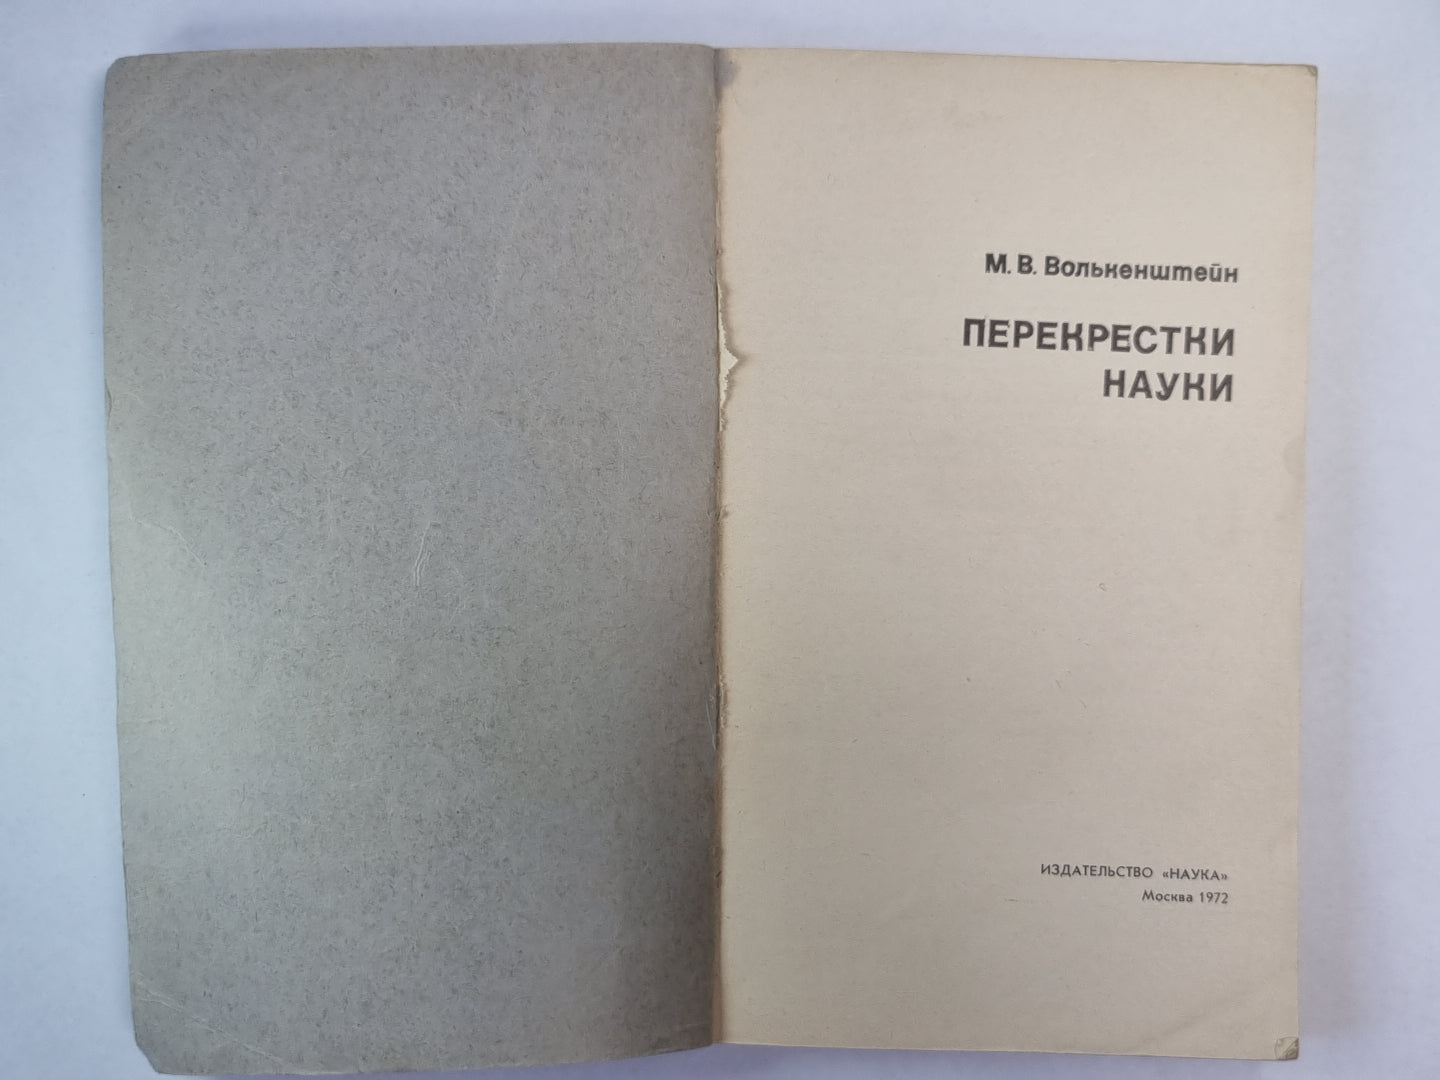 М. В. Волькенштейн
ПЕРЕКРЕСТКИ
НАУКИ
ИЗДАТЕЛЬСТВО «НАУКА»
Москва 1972